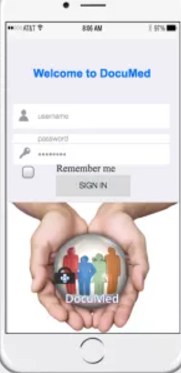 AT&T 8:06 AM 97%
Welcome to DocuMed
username
password
Remember me
SIGN IN
DocuMed